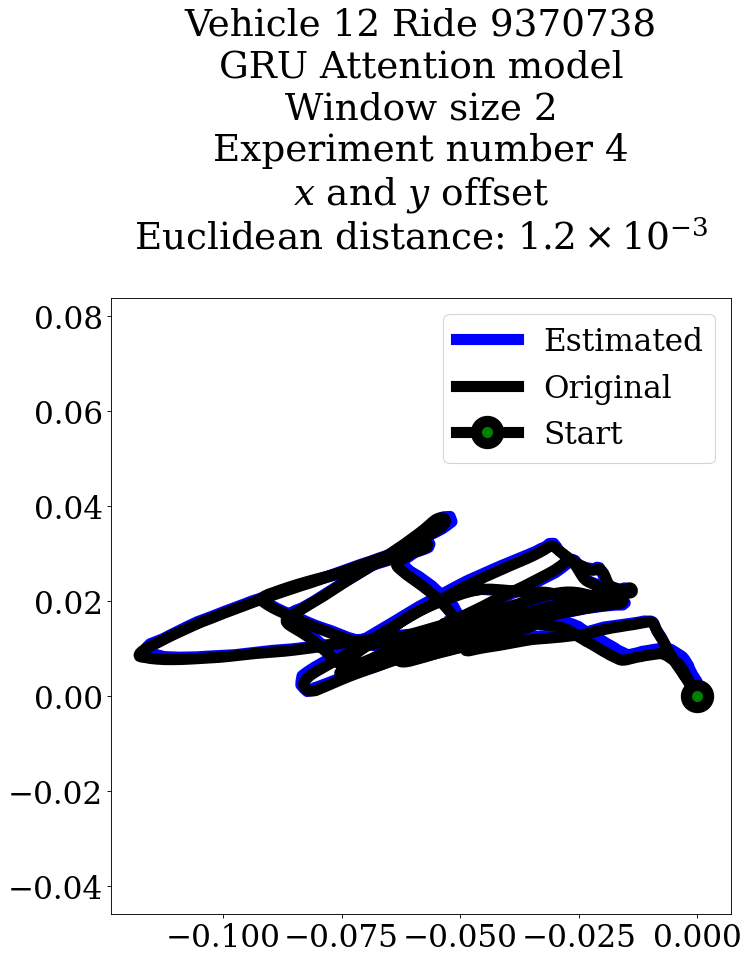 Vehicle 12 Ride 9370738
GRU Attention model
Window size 2
Experiment number 4
x and y offset
Euclidean distance: 1.2 × 10⁻³
Estimated
Original
Start
0.08
0.06
0.04
0.02
0.00
−0.02
−0.04
−0.100 −0.075 −0.050 −0.025 0.000